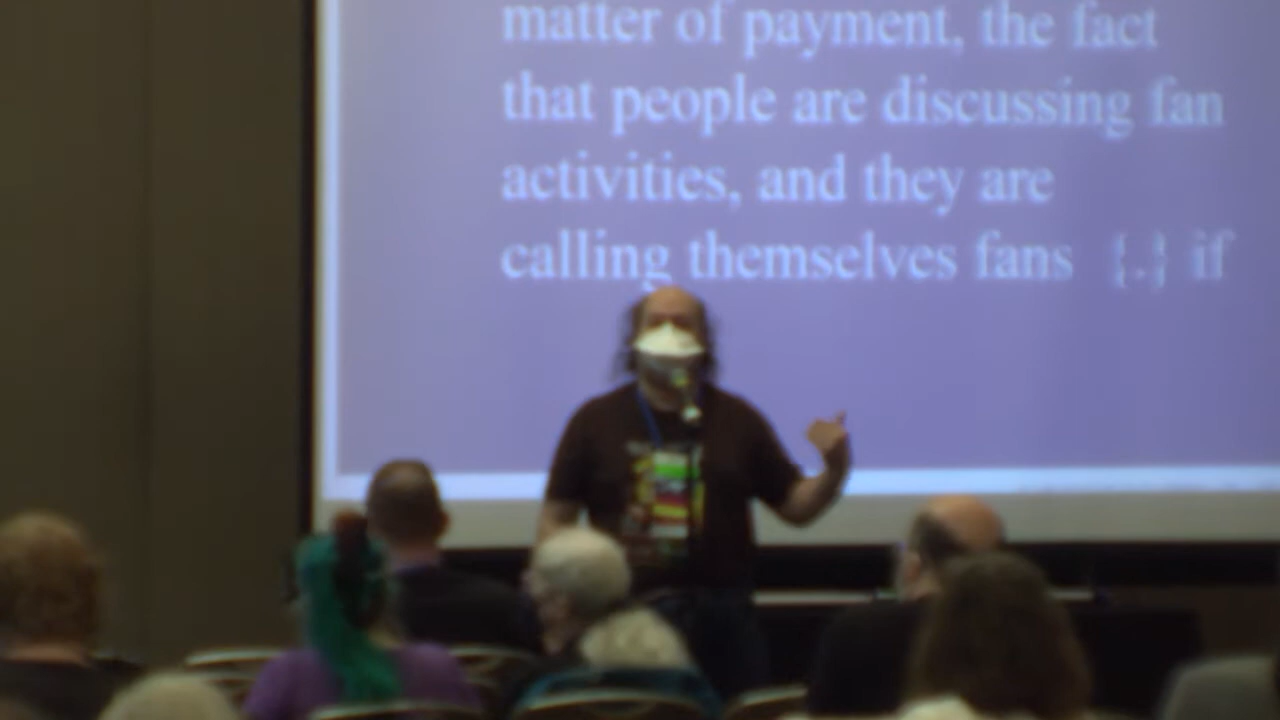 matter of payment, the fact
that people are discussing fan
activities, and they are
calling themselves fans {.} if